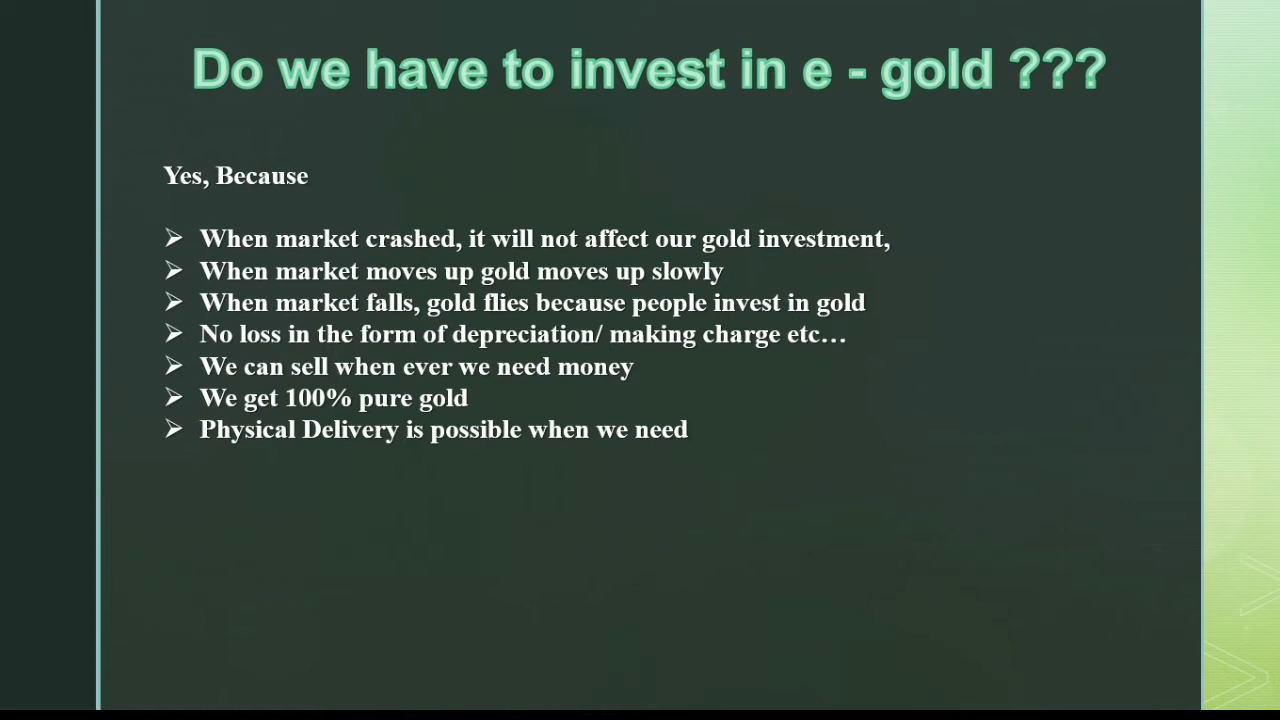 Do we have to invest in e - gold ???
Yes, Because
➢ When market crashed, it will not affect our gold investment,
➢ When market moves up gold moves up slowly
➢ When market falls, gold flies because people invest in gold
➢ No loss in the form of depreciation/ making charge etc…
➢ We can sell when ever we need money
➢ We get 100% pure gold
➢ Physical Delivery is possible when we need